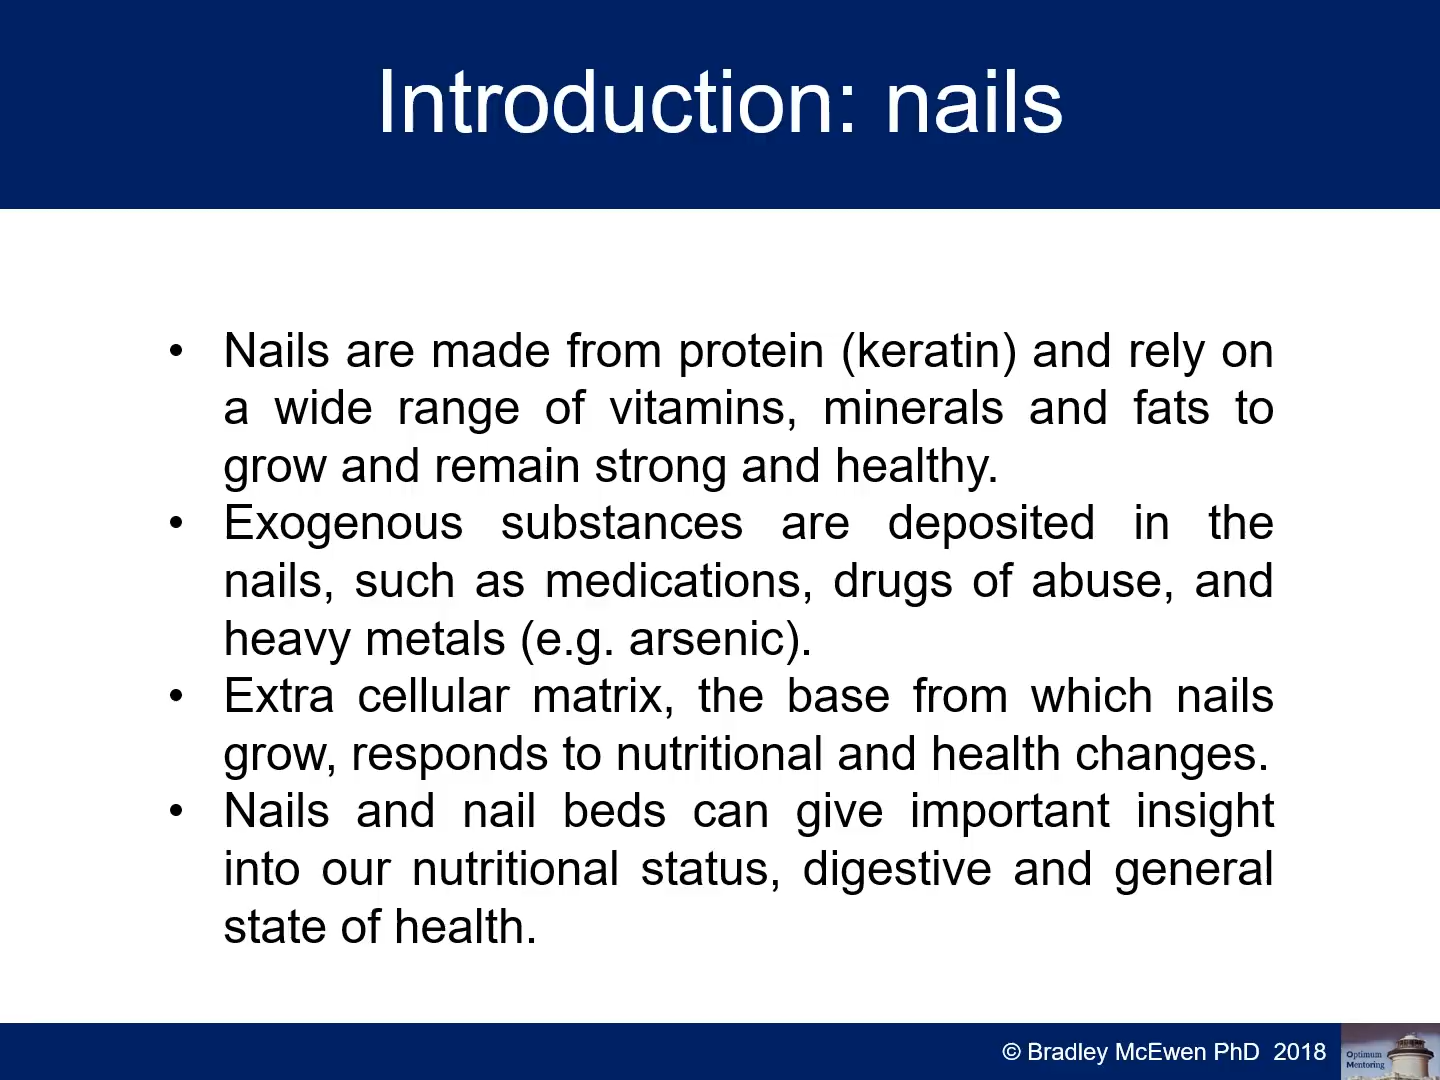 Introduction: nails
• Nails are made from protein (keratin) and rely on
a wide range of vitamins, minerals and fats to
grow and remain strong and healthy.
• Exogenous substances are deposited in the
nails, such as medications, drugs of abuse, and
heavy metals (e.g. arsenic).
• Extra cellular matrix, the base from which nails
grow, responds to nutritional and health changes.
• Nails and nail beds can give important insight
into our nutritional status, digestive and general
state of health.
© Bradley McEwen PhD 2018
Optimum
Mentoring